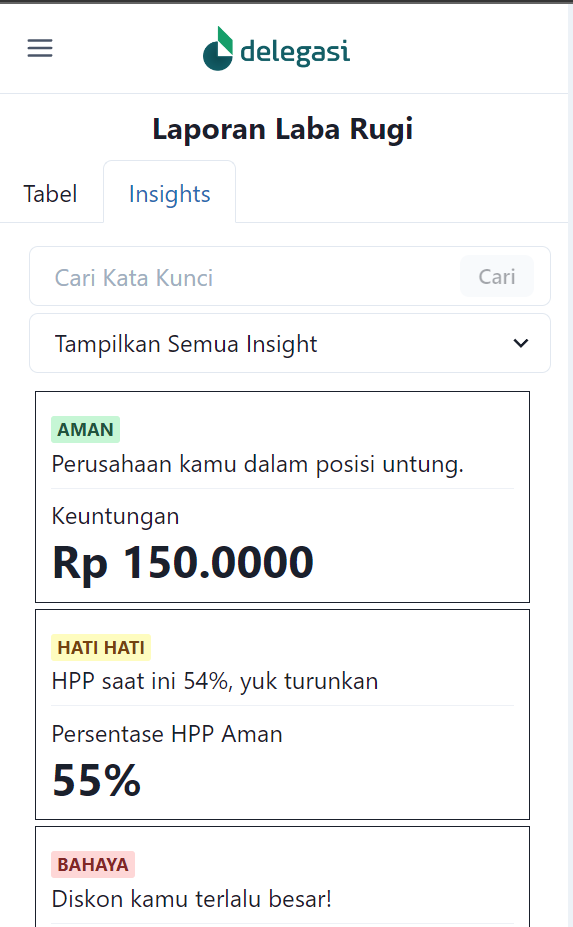 delegasi
Laporan Laba Rugi
Tabel
Insights
Cari Kata Kunci
Cari
Tampilkan Semua Insight
AMAN
Perusahaan kamu dalam posisi untung.
Keuntungan
Rp 150.0000
HATI HATI
HPP saat ini 54%, yuk turunkan
Persentase HPP Aman
55%
BAHAYA
Diskon kamu terlalu besar!